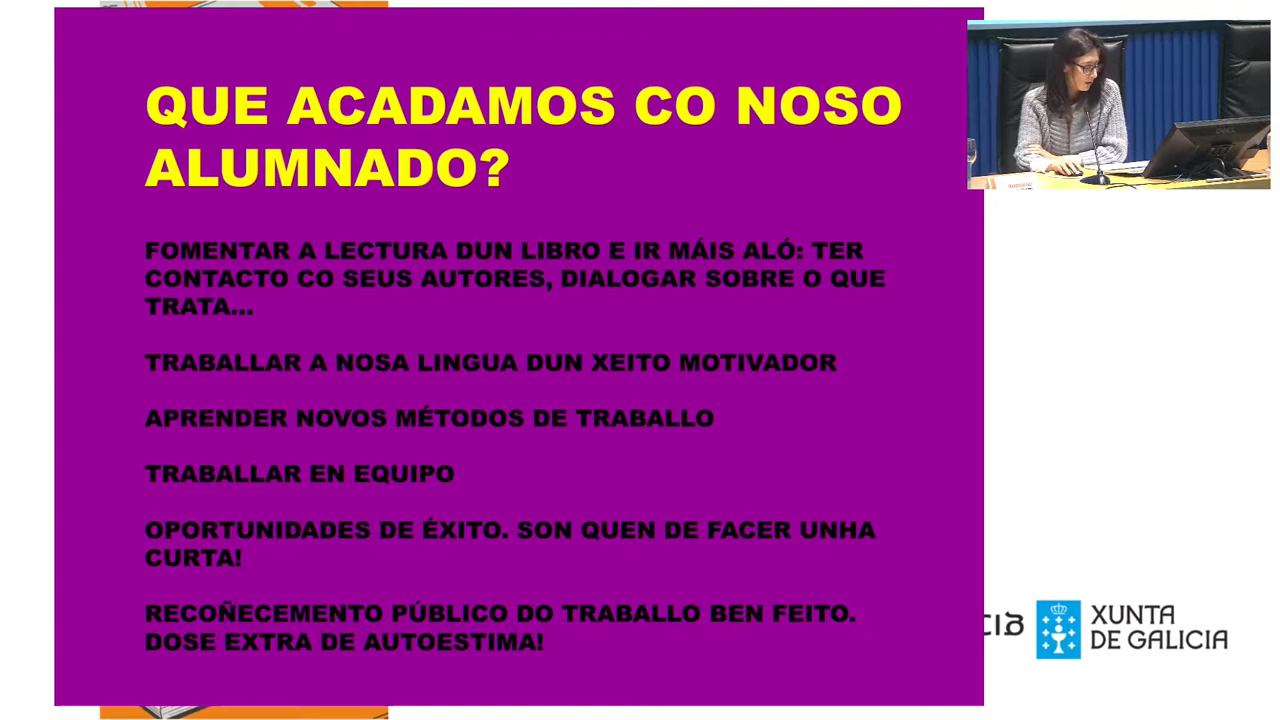 QUE ACADAMOS CO NOSO
ALUMNADO?
FOMENTAR A LECTURA DUN LIBRO E IR MÁIS ALÓ: TER
CONTACTO CO SEUS AUTORES, DIALOGAR SOBRE O QUE
TRATA...
TRABALLAR A NOSA LINGUA DUN XEITO MOTIVADOR
APRENDER NOVOS MÉTODOS DE TRABALLO
TRABALLAR EN EQUIPO
OPORTUNIDADES DE ÉXITO. SON QUEN DE FACER UNHA
CURTA!
RECOÑECEMENTO PÚBLICO DO TRABALLO BEN FEITO.
DOSE EXTRA DE AUTOESTIMA!
XUNTA
DE GALICIA
DELL